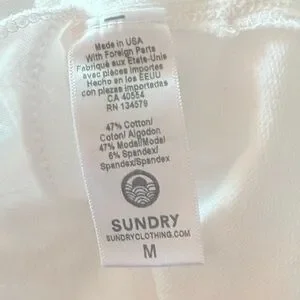 Made in USA
With Foreign Parts
Fabriqué aux Etats-Unis
avec pièces importes
Hecho en los EEUU
con piezas importadas
CA 40554
RN 134579
47% Cotton/
Coton/ Algodon
47% Modal/Modal
6% Spandex/
Spandex/Spandex
SUNDRY
SUNDRYCLOTHING.COM
M